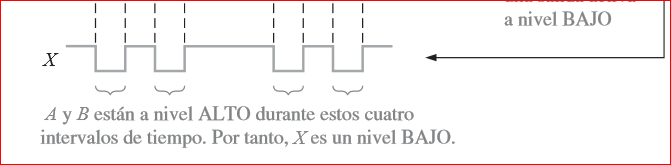 a nivel BAJO
X
A y B están a nivel ALTO durante estos cuatro
intervalos de tiempo. Por tanto, X es un nivel BAJO.